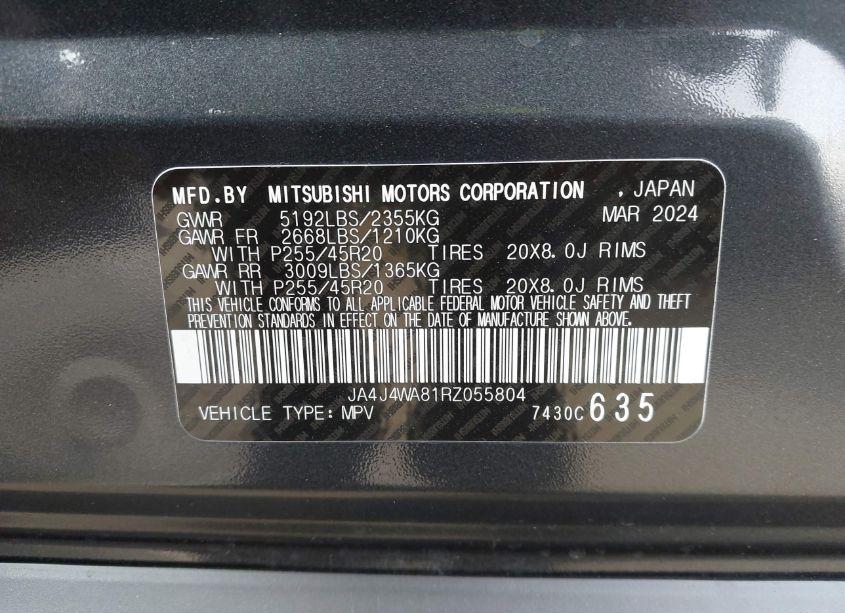 MFD.BY MITSUBISHI MOTORS CORPORATION , JAPAN
GWR 5192LBS/2355KG MAR 2024
GAWR FR 2668LBS/1210KG
WITH P255/45R20 TIRES 20X8.0J RIMS
GAWR RR 3009LBS/1365KG
WITH P255/45R20 TIRES 20X8.0J RIMS
THIS VEHICLE CONFORMS TO ALL APPLICABLE FEDERAL MOTOR VEHICLE SAFETY AND THEFT
PREVENTION STANDARDS IN EFFECT ON THE DATE OF MANUFACTURE SHOWN ABOVE.
JA4J4WA81RZ055804
VEHICLE TYPE: MPV 7430C 635